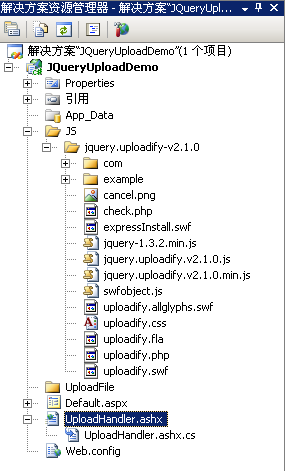 解决方案资源管理器 - 解决方案“JQueryUpl...
解决方案“JQueryUploadDemo”(1 个项目)
JQueryUploadDemo
Properties
引用
App_Data
JS
jquery.uploadify-v2.1.0
com
example
cancel.png
check.php
expressInstall.swf
jquery-1.3.2.min.js
jquery.uploadify.v2.1.0.js
jquery.uploadify.v2.1.0.min.js
swfobject.js
uploadify.allglyphs.swf
uploadify.css
uploadify.fla
uploadify.php
uploadify.swf
UploadFile
Default.aspx
UploadHandler.ashx
UploadHandler.ashx.cs
Web.config